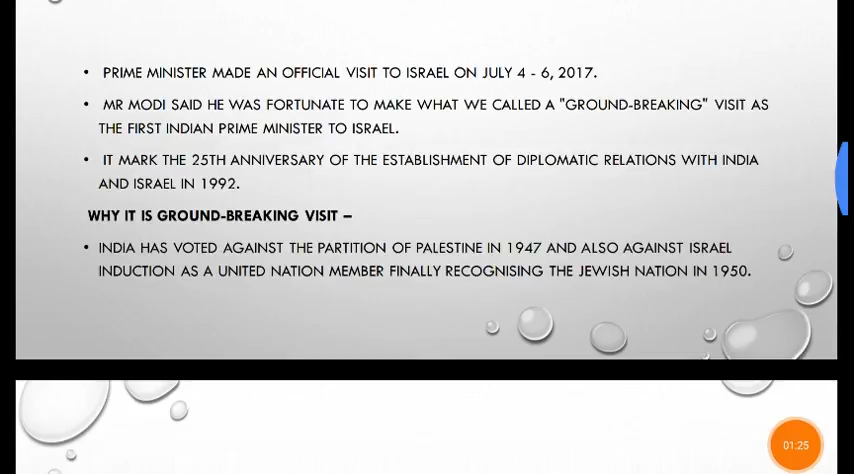 • PRIME MINISTER MADE AN OFFICIAL VISIT TO ISRAEL ON JULY 4 - 6, 2017.
• MR MODI SAID HE WAS FORTUNATE TO MAKE WHAT WE CALLED A "GROUND-BREAKING" VISIT AS
THE FIRST INDIAN PRIME MINISTER TO ISRAEL.
• IT MARK THE 25TH ANNIVERSARY OF THE ESTABLISHMENT OF DIPLOMATIC RELATIONS WITH INDIA
AND ISRAEL IN 1992.
WHY IT IS GROUND-BREAKING VISIT –
• INDIA HAS VOTED AGAINST THE PARTITION OF PALESTINE IN 1947 AND ALSO AGAINST ISRAEL
INDUCTION AS A UNITED NATION MEMBER FINALLY RECOGNISING THE JEWISH NATION IN 1950.
01:25